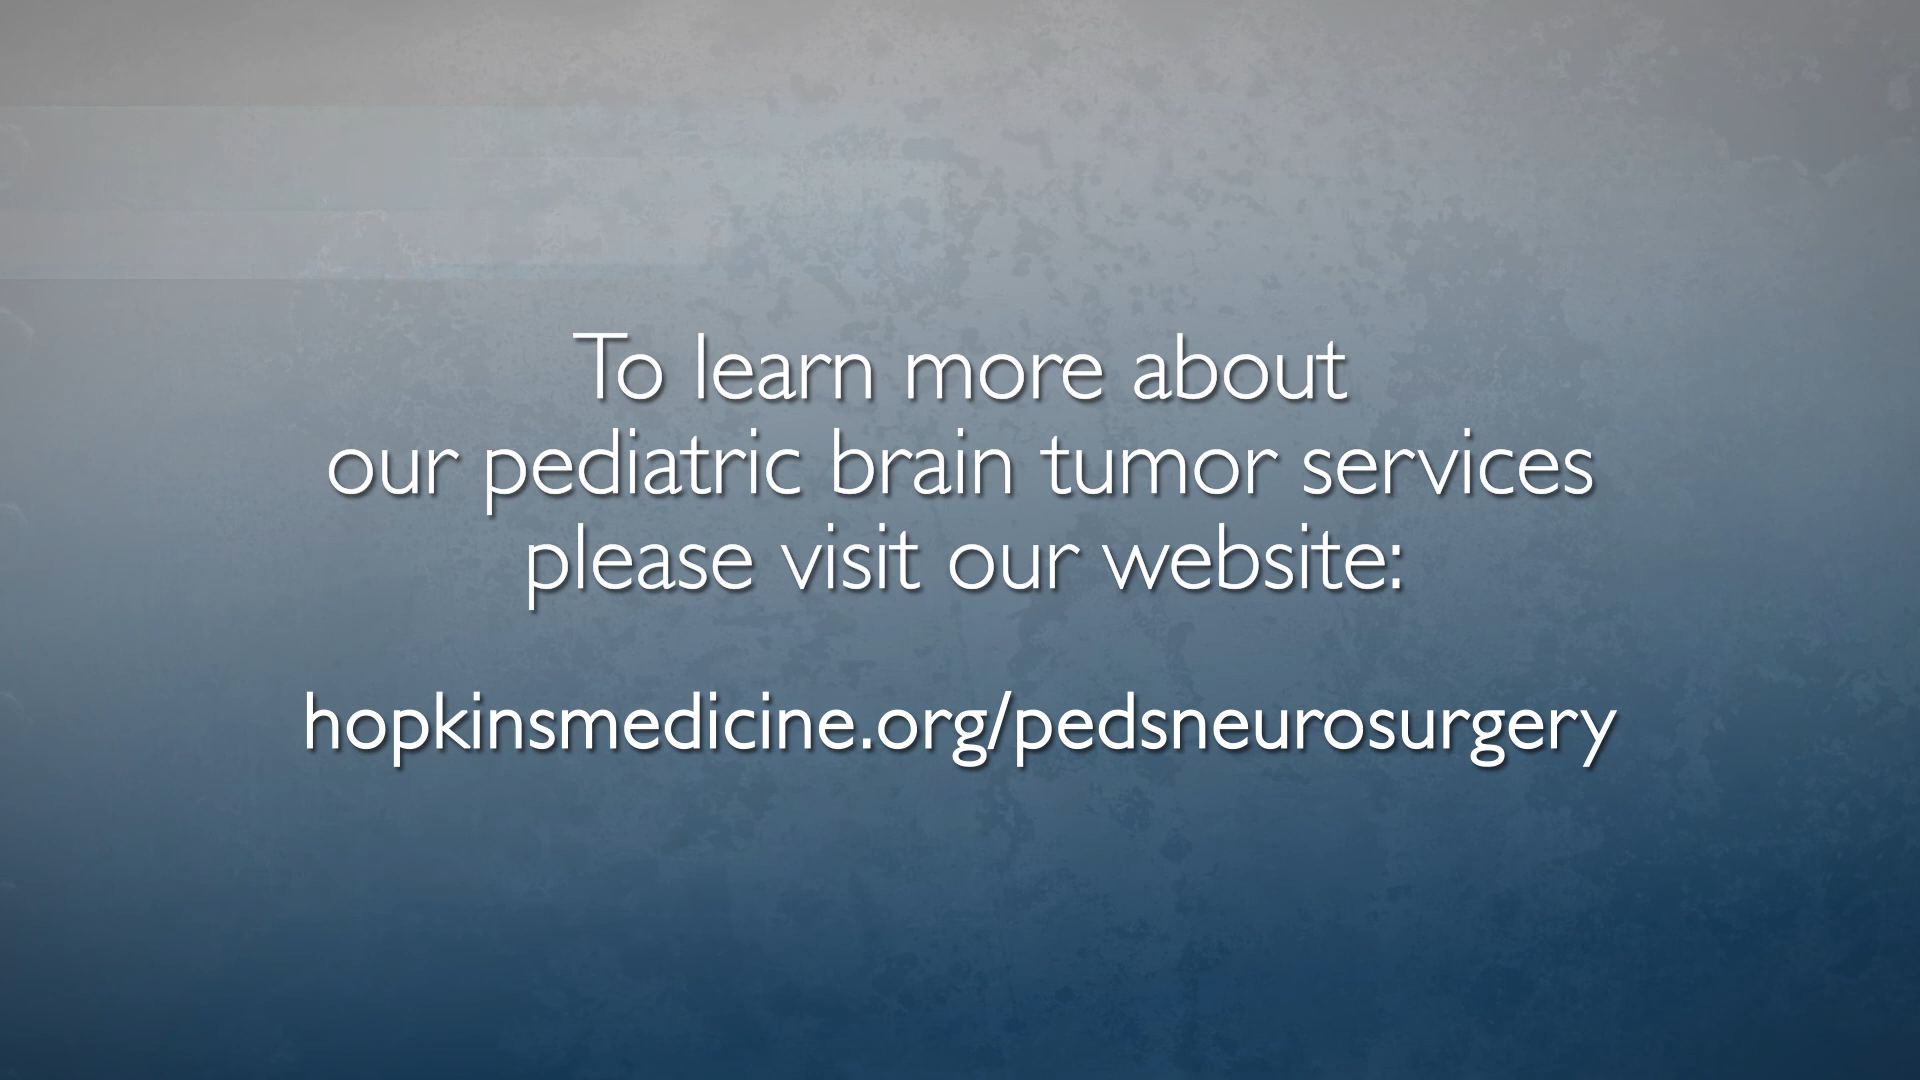 To learn more about
our pediatric brain tumor services
please visit our website:
hopkinsmedicine.org/pedsneurosurgery